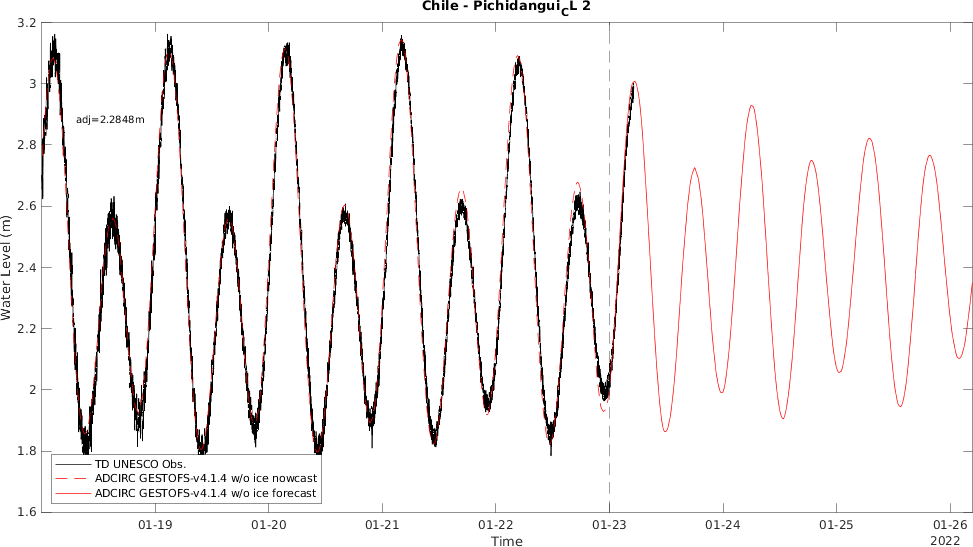 Chile - Pichidangui_CL 2
3.2
3
2.8
2.6
2.4
2.2
2
1.8
1.6
Water Level (m)
adj=2.2848m
TD UNESCO Obs.
ADCIRC GESTOFS-v4.1.4 w/o ice nowcast
ADCIRC GESTOFS-v4.1.4 w/o ice forecast
01-19
01-20
01-21
01-22
01-23
01-24
01-25
01-26
Time
2022